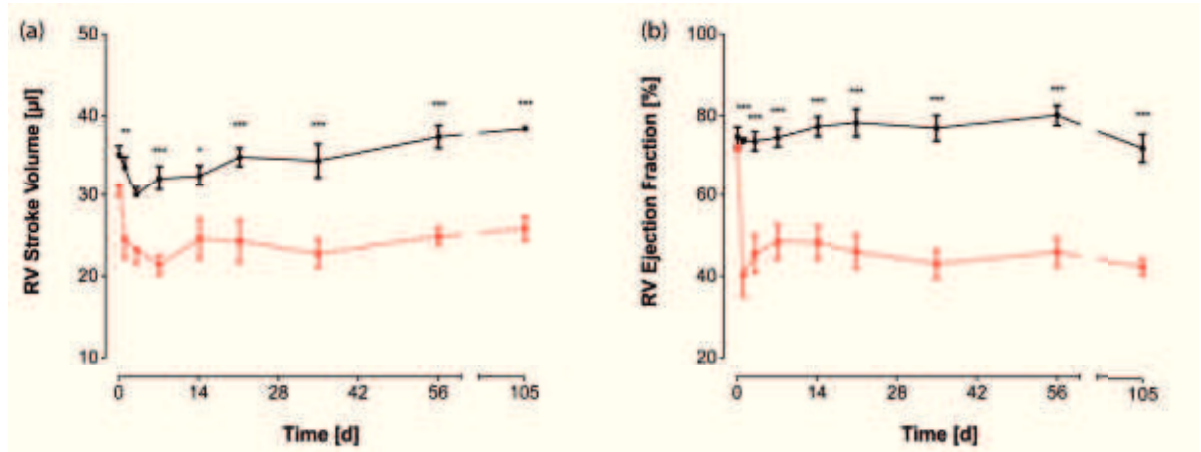 (a)
RV Stroke Volume [µl]
50
40
30
20
10
** *** * *** *** *** ***
0 14 28 42 56 105
Time [d]
(b)
RV Ejection Fraction [%]
100
80
60
40
20
*** *** *** *** *** *** *** ***
0 14 28 42 56 105
Time [d]